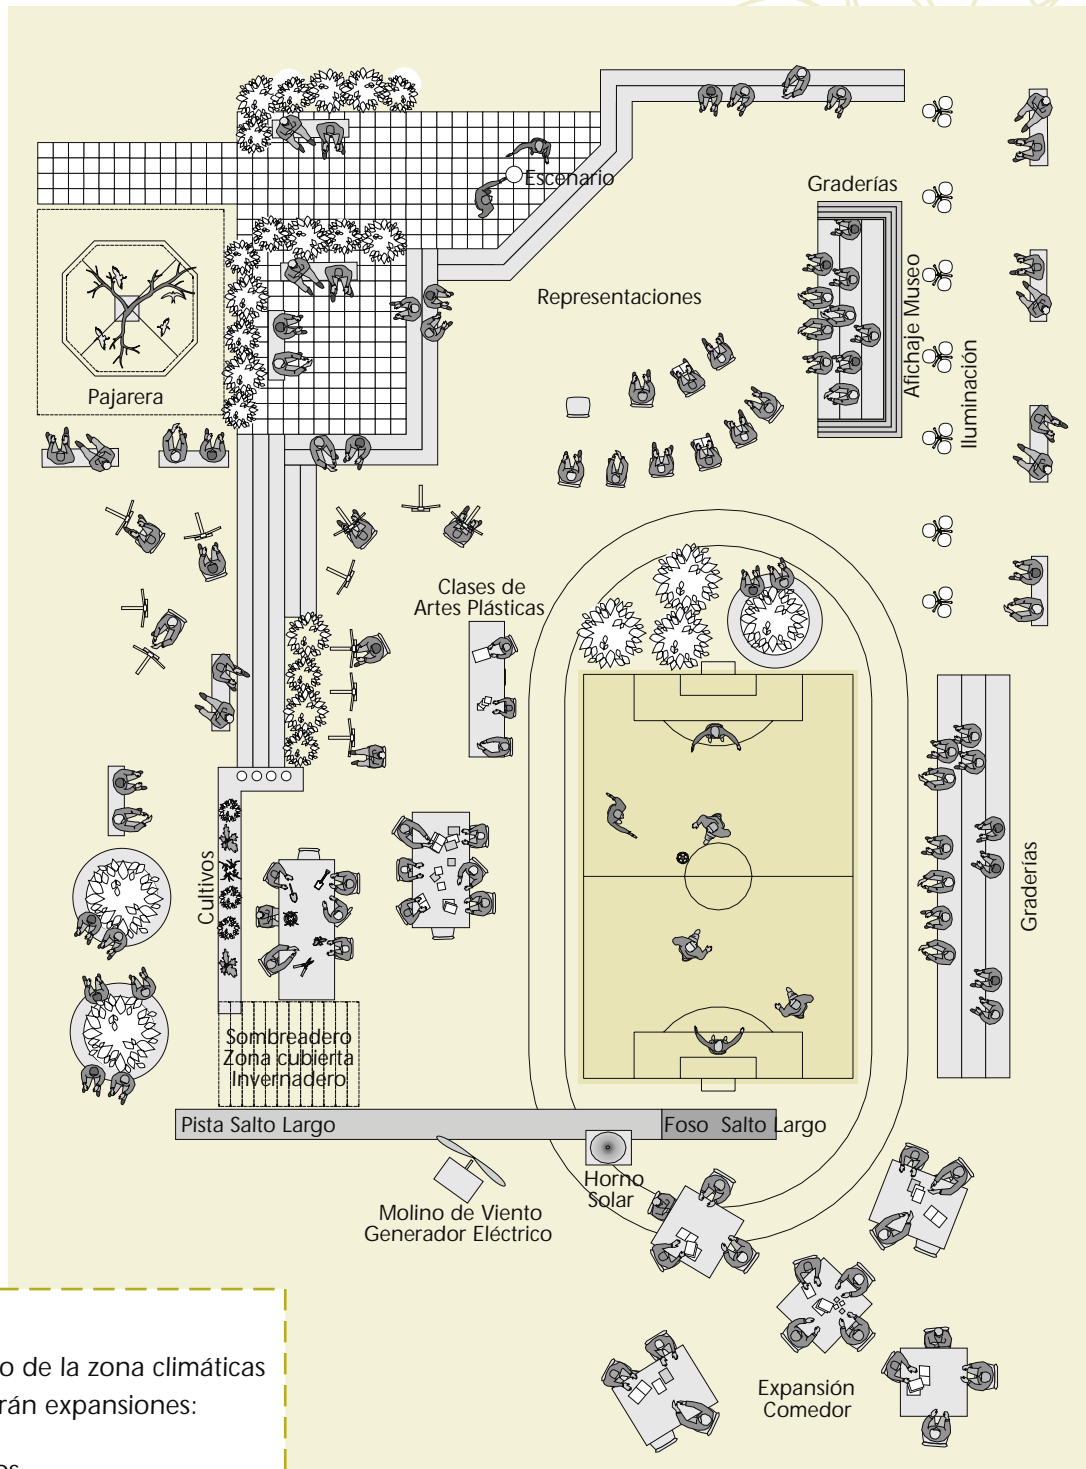 Escenario
Graderías
Representaciones
Afichaje Museo
Iluminación
Pajarera
Clases de
Artes Plásticas
Cultivos
Graderías
Sombreadero
Zona cubierta
Invernadero
Pista Salto Largo
Foso Salto Largo
Horno
Solar
Molino de Viento
Generador Eléctrico
Expansión
Comedor
o de la zona climáticas
rán expansiones: